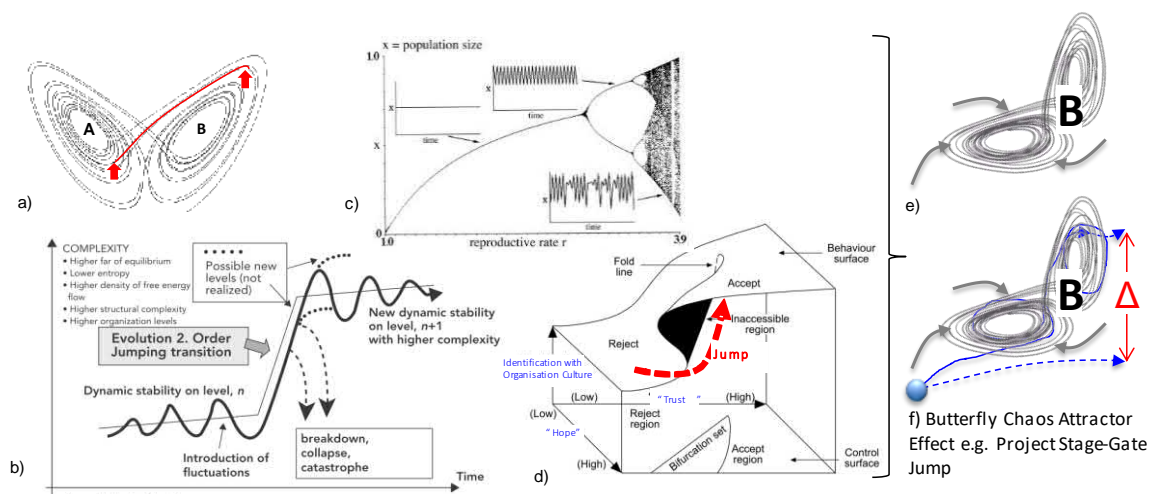 A
B
a)
x = population size
1.0
x
time
x
time
x
x
time
0
1.0
reproductive rate r
3.9
c)
B
e)
COMPLEXITY
• Higher far of equilibrium
• Lower entropy
• Higher density of free energy
flow
• Higher structural complexity
• Higher organization levels
Possible new
levels (not
realized)
Evolution 2. Order
Jumping transition
New dynamic stability
on level, n+1
with higher complexity
Dynamic stability on level, n
Introduction of
fluctuations
breakdown,
collapse,
catastrophe
Time
b)
Fold
line
Behaviour
surface
Accept
Inaccessible
region
Reject
Jump
Identification with
Organisation Culture
(Low)
"Trust "
(High)
(Low)
Reject
region
"Hope"
(High)
Bifurcation set
Accept
region
Control
surface
d)
B
Δ
f) Butterfly Chaos Attractor
Effect e.g. Project Stage-Gate
Jump